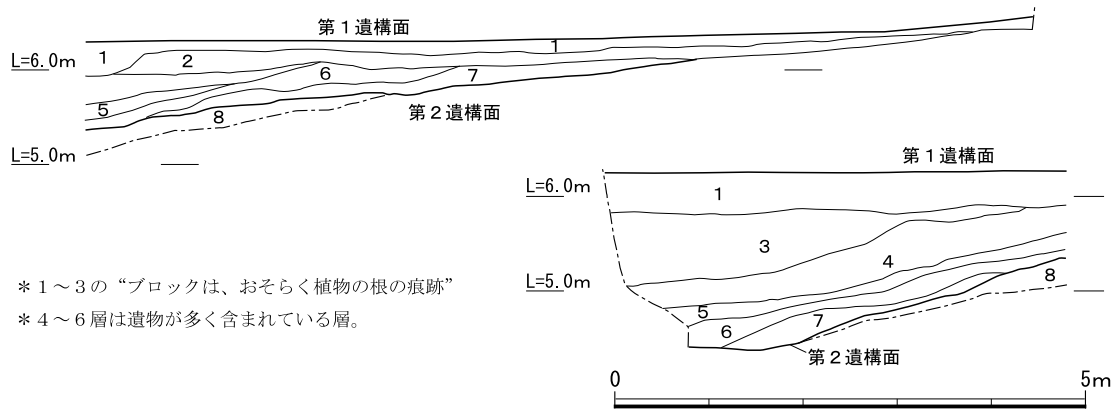 第１遺構面
1
1
2
L=6.0m
6
7
5
8
第２遺構面
L=5.0m
第１遺構面
L=6.0m
1
3
4
L=5.0m
8
5
6
7
第２遺構面
＊１～３の“ブロックは、おそらく植物の根の痕跡”
＊４～６層は遺物が多く含まれている層。
0 5m